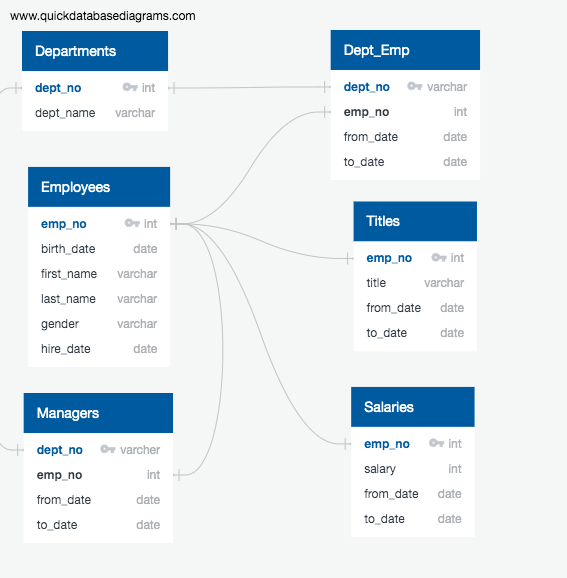 www.quickdatabasediagrams.com
Departments
dept_no int
dept_name varchar
Dept_Emp
dept_no varchar
emp_no int
from_date date
to_date date
Employees
emp_no int
birth_date date
first_name varchar
last_name varchar
gender varchar
hire_date date
Titles
emp_no int
title varchar
from_date date
to_date date
Managers
dept_no varcher
emp_no int
from_date date
to_date date
Salaries
emp_no int
salary int
from_date date
to_date date